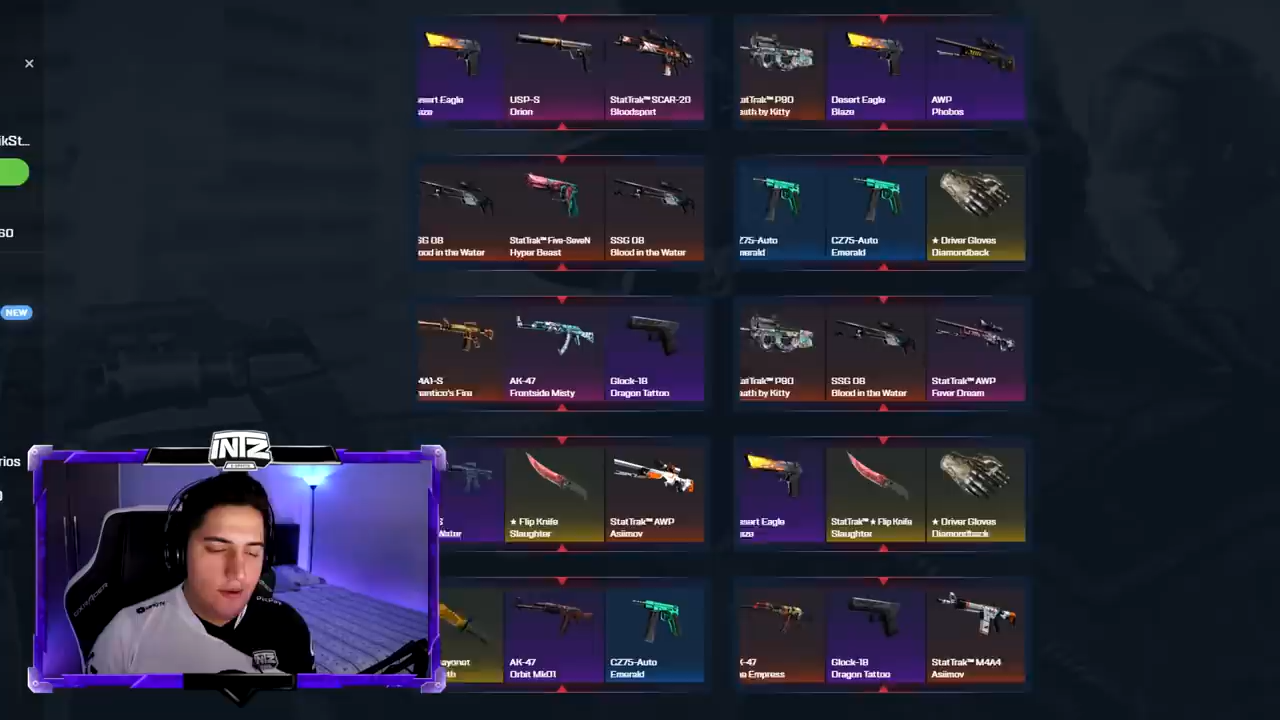 ×
ikSt...
60
NEW
rios
USP-S
Orion
StatTrak™ SCAR-20
Bloodsport
Desert Eagle
Blaze
AWP
Phobos
StatTrak™ Five-SeveN
Hyper Beast
SSG 08
Blood in the Water
CZ75-Auto
Emerald
★ Driver Gloves
Diamondback
AK-47
Frontside Misty
Glock-18
Dragon Tattoo
SSG 08
Blood in the Water
StatTrak™ AWP
Fever Dream
★ Flip Knife
Slaughter
StatTrak™ AWP
Asiimov
StatTrak™ ★ Flip Knife
Slaughter
★ Driver Gloves
Diamondback
AK-47
Orbit Mk01
CZ75-Auto
Emerald
Glock-18
Dragon Tattoo
StatTrak™ M4A4
Asiimov
INTZ